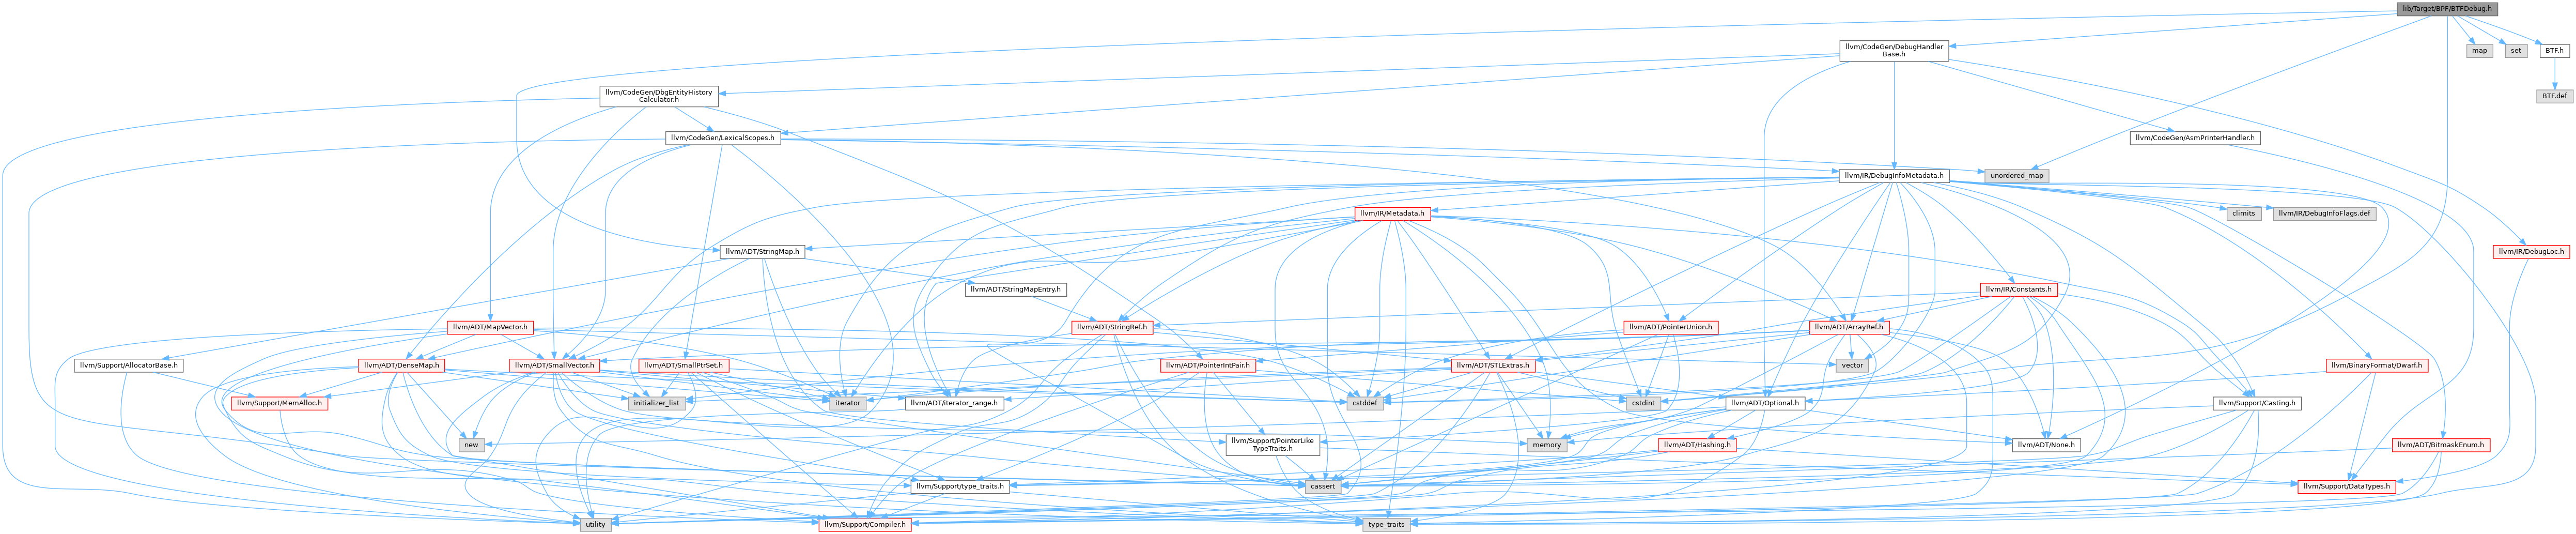 lib/Target/BPF/BTFDebug.h
llvm/CodeGen/DebugHandler
Base.h
map
set
BTF.h
llvm/CodeGen/DbgEntityHistory
Calculator.h
BTF.def
llvm/CodeGen/LexicalScopes.h
llvm/CodeGen/AsmPrinterHandler.h
llvm/IR/DebugInfoMetadata.h
unordered_map
llvm/IR/Metadata.h
climits
llvm/IR/DebugInfoFlags.def
llvm/ADT/StringMap.h
llvm/IR/DebugLoc.h
llvm/ADT/StringMapEntry.h
llvm/IR/Constants.h
llvm/ADT/MapVector.h
llvm/ADT/StringRef.h
llvm/ADT/PointerUnion.h
llvm/ADT/ArrayRef.h
llvm/Support/AllocatorBase.h
llvm/ADT/DenseMap.h
llvm/ADT/SmallVector.h
llvm/ADT/SmallPtrSet.h
llvm/ADT/PointerIntPair.h
llvm/ADT/STLExtras.h
vector
llvm/BinaryFormat/Dwarf.h
llvm/Support/MemAlloc.h
initializer_list
iterator
llvm/ADT/iterator_range.h
cstddef
cstdint
llvm/ADT/Optional.h
llvm/Support/Casting.h
new
llvm/Support/PointerLike
TypeTraits.h
memory
llvm/ADT/Hashing.h
llvm/ADT/None.h
llvm/ADT/BitmaskEnum.h
llvm/Support/type_traits.h
cassert
llvm/Support/DataTypes.h
utility
llvm/Support/Compiler.h
type_traits